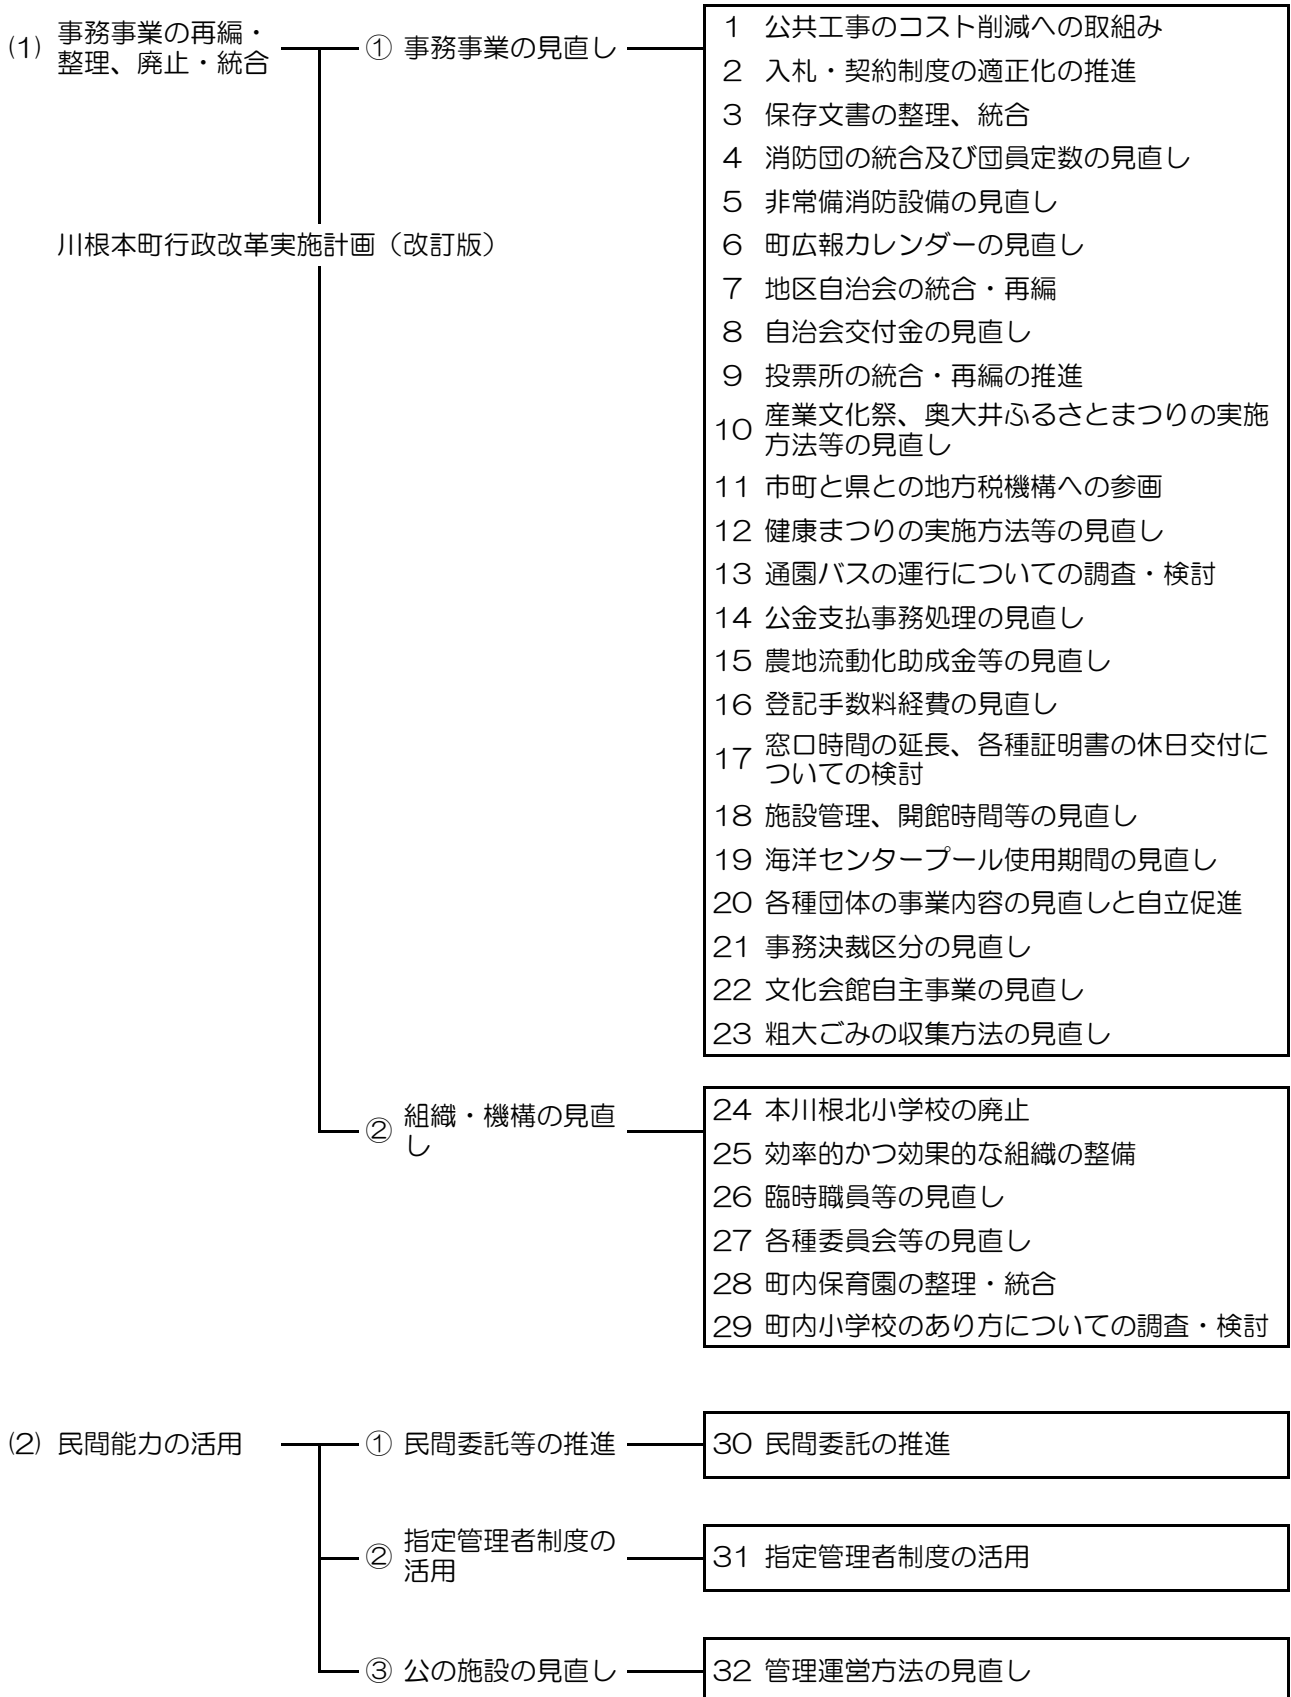 ⑴ 事務事業の再編・
整理、廃止・統合
① 事務事業の見直し
1 公共工事のコスト削減への取組み
2 入札・契約制度の適正化の推進
3 保存文書の整理、統合
4 消防団の統合及び団員定数の見直し
5 非常備消防設備の見直し
川根本町行政改革実施計画（改訂版）
6 町広報カレンダーの見直し
7 地区自治会の統合・再編
8 自治会交付金の見直し
9 投票所の統合・再編の推進
10 産業文化祭、奥大井ふるさとまつりの実施
方法等の見直し
11 市町と県との地方税機構への参画
12 健康まつりの実施方法等の見直し
13 通園バスの運行についての調査・検討
14 公金支払事務処理の見直し
15 農地流動化助成金等の見直し
16 登記手数料経費の見直し
17 窓口時間の延長、各種証明書の休日交付に
ついての検討
18 施設管理、開館時間等の見直し
19 海洋センタープール使用期間の見直し
20 各種団体の事業内容の見直しと自立促進
21 事務決裁区分の見直し
22 文化会館自主事業の見直し
23 粗大ごみの収集方法の見直し
② 組織・機構の見直
し
24 本川根北小学校の廃止
25 効率的かつ効果的な組織の整備
26 臨時職員等の見直し
27 各種委員会等の見直し
28 町内保育園の整理・統合
29 町内小学校のあり方についての調査・検討
⑵ 民間能力の活用
① 民間委託等の推進
30 民間委託の推進
② 指定管理者制度の
活用
31 指定管理者制度の活用
③ 公の施設の見直し
32 管理運営方法の見直し